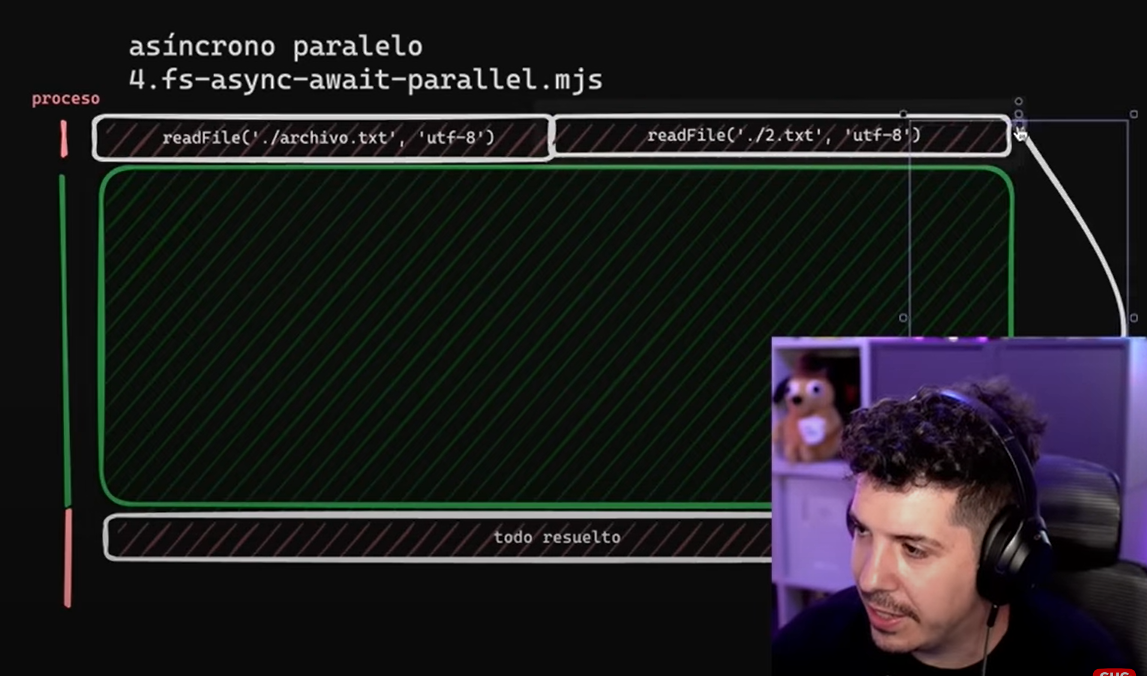 asíncrono paralelo
4.fs-async-await-parallel.mjs
proceso
readFile('./archivo.txt', 'utf-8')
readFile('./2.txt', 'utf-8')
todo resuelto